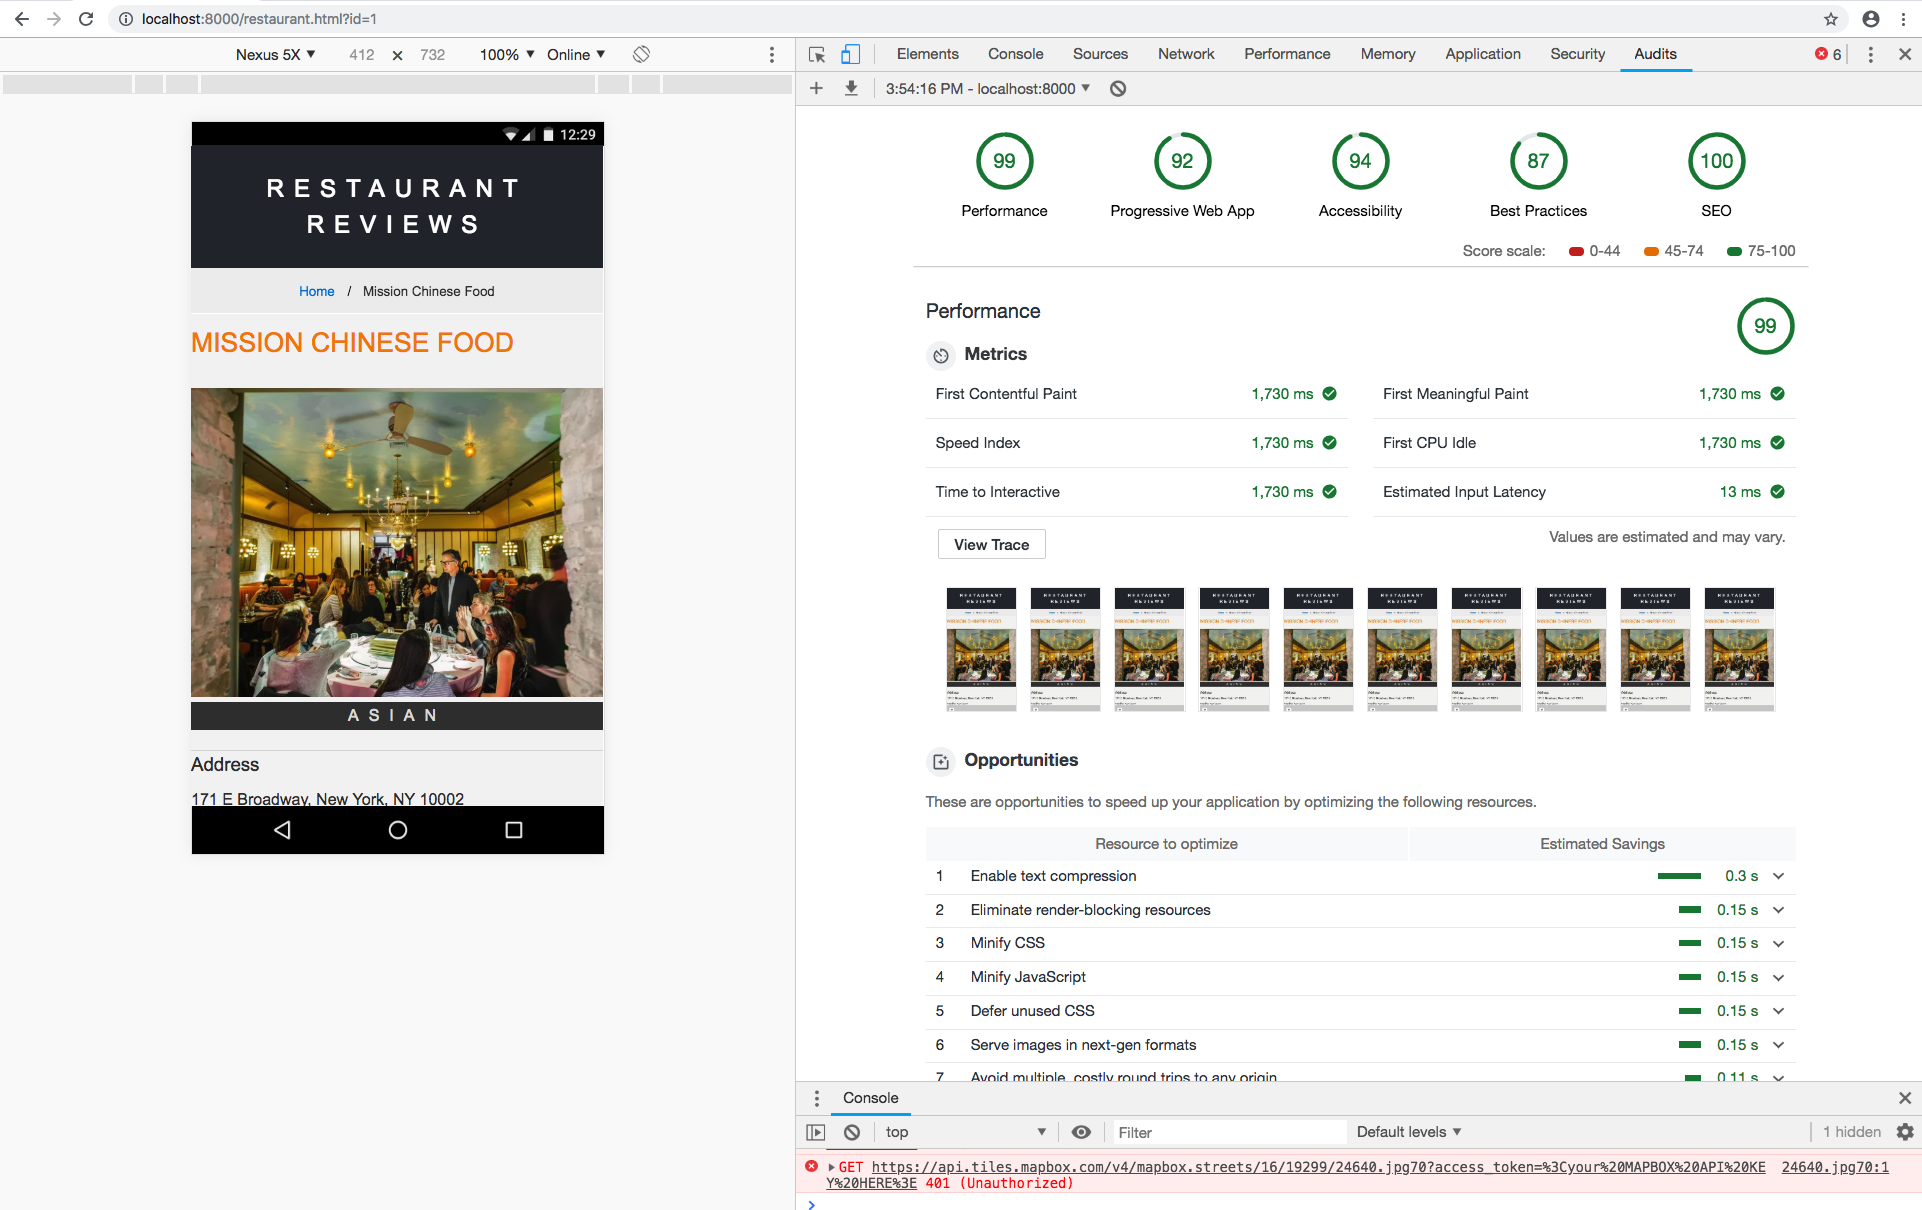 localhost:8000/restaurant.html?id=1
Nexus 5X ▼ 412 × 732 100% ▼ Online ▼
Elements Console Sources Network Performance Memory Application Security Audits 6
3:54:16 PM - localhost:8000 ▼
12:29
RESTAURANT
REVIEWS
Home / Mission Chinese Food
MISSION CHINESE FOOD
ASIAN
Address
171 E Broadway, New York, NY 10002
99 92 94 87 100
Performance Progressive Web App Accessibility Best Practices SEO
Score scale: 0-44 45-74 75-100
Performance
99
Metrics
First Contentful Paint 1,730 ms First Meaningful Paint 1,730 ms
Speed Index 1,730 ms First CPU Idle 1,730 ms
Time to Interactive 1,730 ms Estimated Input Latency 13 ms
View Trace
Values are estimated and may vary.
Opportunities
These are opportunities to speed up your application by optimizing the following resources.
Resource to optimize Estimated Savings
1 Enable text compression 0.3 s
2 Eliminate render-blocking resources 0.15 s
3 Minify CSS 0.15 s
4 Minify JavaScript 0.15 s
5 Defer unused CSS 0.15 s
6 Serve images in next-gen formats 0.15 s
7 Avoid multiple, costly round trips to any origin 0.11 s
Console
top ▼ Filter Default levels ▼ 1 hidden
GET https://api.tiles.mapbox.com/v4/mapbox.streets/16/19299/24640.jpg70?access_token=%3Cyour%20MAPBOX%20API%20KE 24640.jpg70:1
Y%20HERE%3E 401 (Unauthorized)